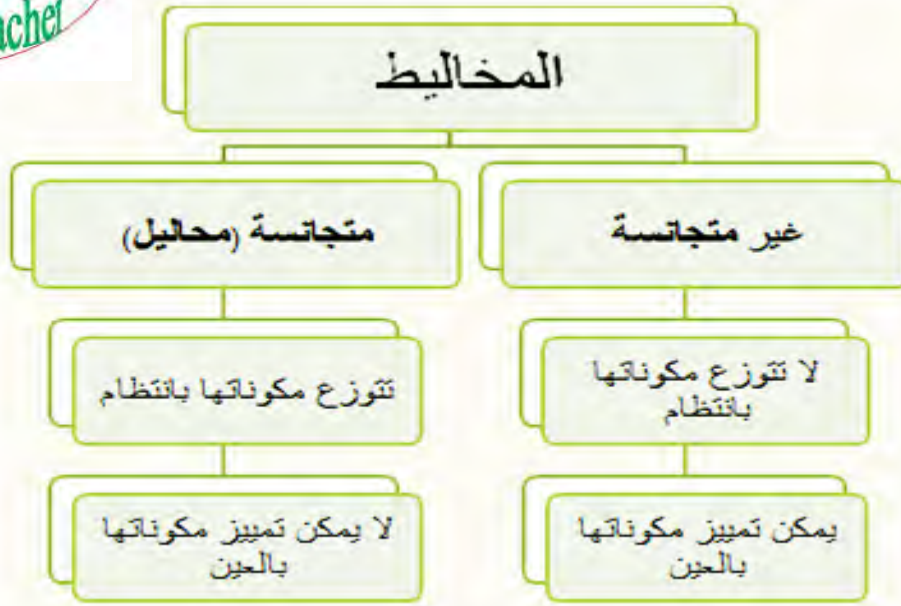 acher
المخاليط
غير متجانسة
متجانسة (محاليل)
لا تتوزع مكوناتها
بانتظام
تتوزع مكوناتها بانتظام
يمكن تمييز مكوناتها
بالعين
لا يمكن تمييز مكوناتها
بالعين